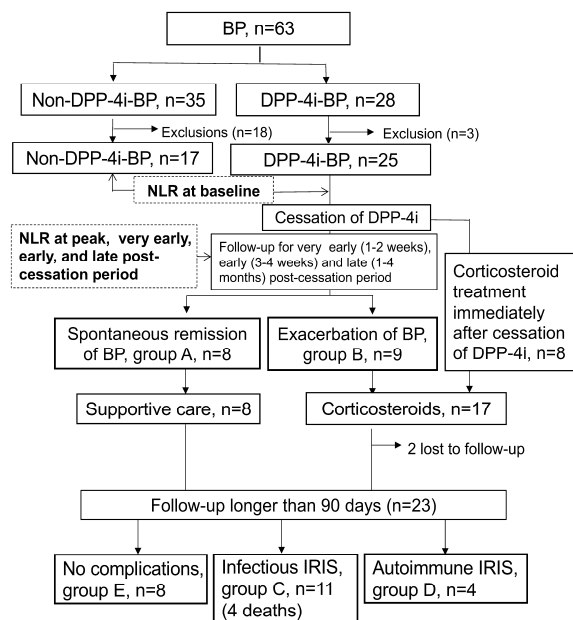 BP, n=63
Non-DPP-4i-BP, n=35
DPP-4i-BP, n=28
Exclusions (n=18)
Exclusion (n=3)
Non-DPP-4i-BP, n=17
DPP-4i-BP, n=25
NLR at baseline
Cessation of DPP-4i
NLR at peak, very early,
early, and late post-
cessation period
Follow-up for very early (1-2 weeks),
early (3-4 weeks) and late (1-4
months) post-cessation period
Corticosteroid
treatment
immediately
after cessation
of DPP-4i, n=8
Spontaneous remission
of BP, group A, n=8
Exacerbation of BP,
group B, n=9
Supportive care, n=8
Corticosteroids, n=17
2 lost to follow-up
Follow-up longer than 90 days (n=23)
No complications,
group E, n=8
Infectious IRIS,
group C, n=11
(4 deaths)
Autoimmune IRIS,
group D, n=4